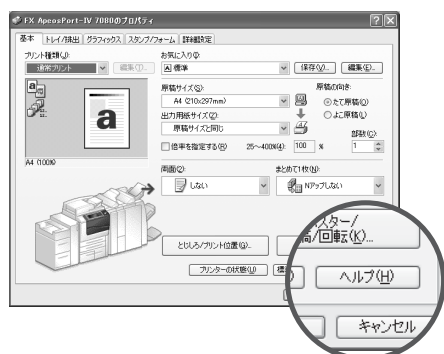 FX ApeosPort-IV 7080のプロパティ
基本 トレイ/排出 グラフィックス スタンプ/フォーム 詳細設定
プリント種類(J):
通常プリント
編集(T)...
お気に入り(I):
A 標準
保存(V)...
編集(E)...
原稿サイズ(S):
A4 (210x297mm)
原稿の向き:
たて原稿(O)
よこ原稿(L)
出力用紙サイズ(Z):
原稿サイズと同じ
部数(C):
倍率を指定する(R) 25～400%(4): 100 % 1
a
a
A4 (100%)
両面(2):
しない
まとめて1枚(N):
Nアップしない
とじしろ/プリント位置(G)...
プリンターの状態(U)
標
スター/
/回転(K)...
ヘルプ(H)
キャンセル